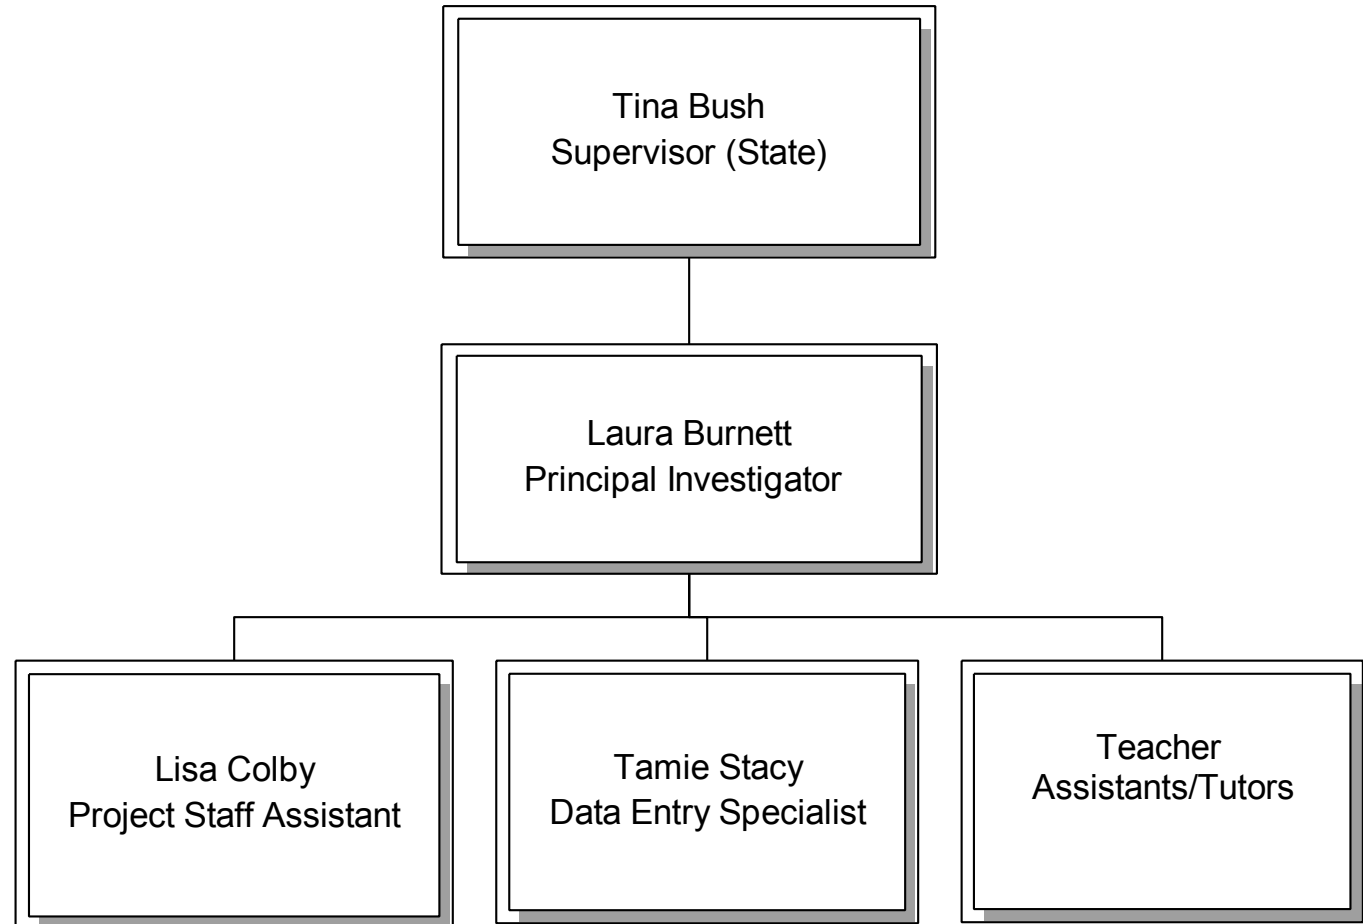 Tina Bush
Supervisor (State)
Laura Burnett
Principal Investigator
Lisa Colby
Project Staff Assistant
Tamie Stacy
Data Entry Specialist
Teacher
Assistants/Tutors